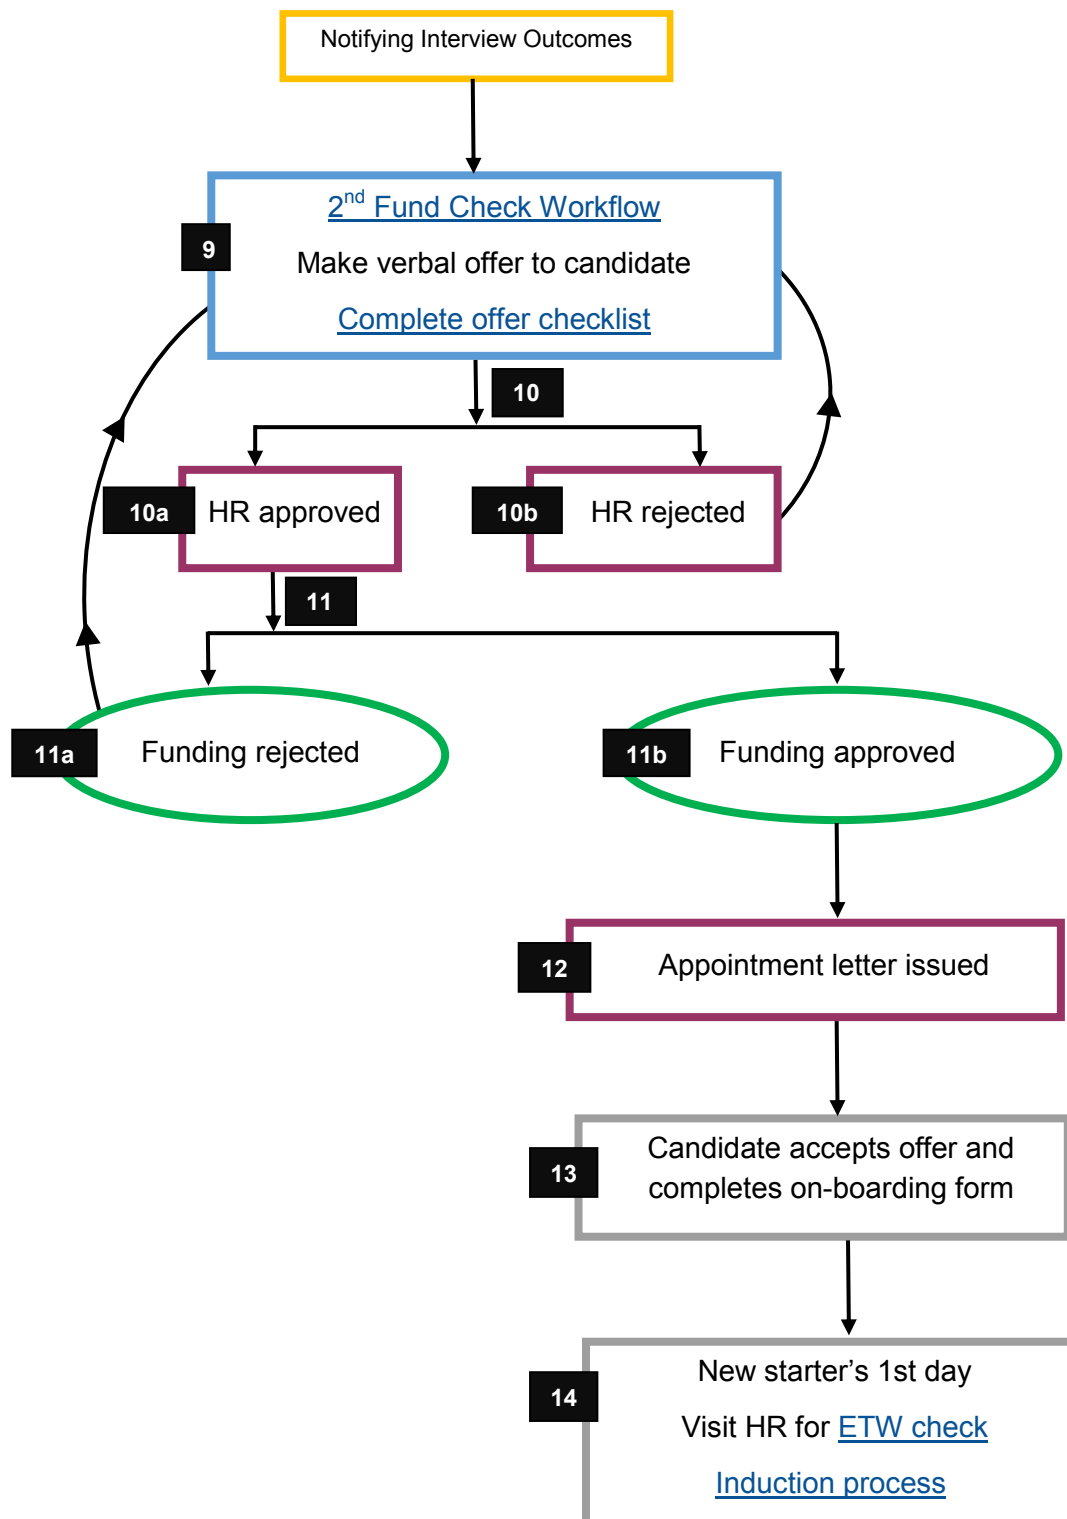 Notifying Interview Outcomes
2nd Fund Check Workflow
9
Make verbal offer to candidate
Complete offer checklist
10
10a
HR approved
10b
HR rejected
11
11a
Funding rejected
11b
Funding approved
12
Appointment letter issued
13
Candidate accepts offer and
completes on-boarding form
14
New starter’s 1st day
Visit HR for ETW check
Induction process